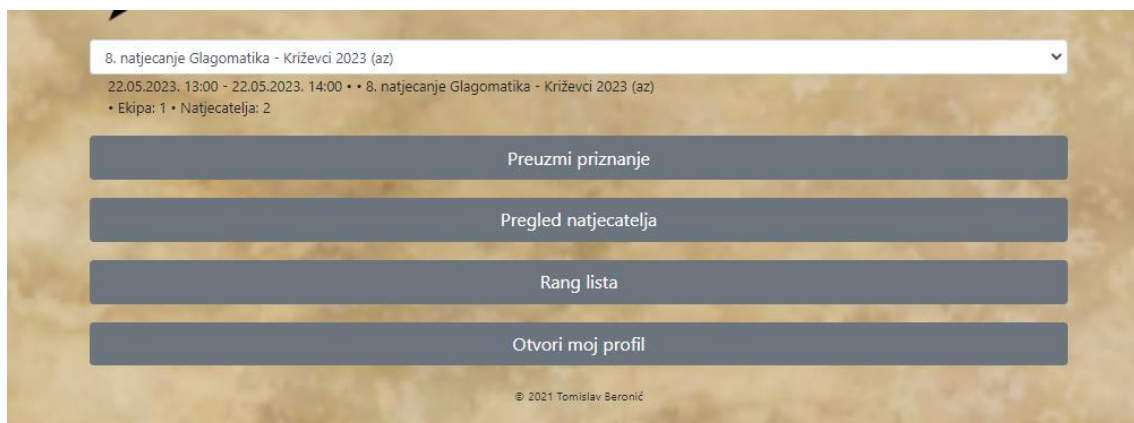 8. natjecanje Glagomatika - Križevci 2023 (az)
22.05.2023. 13:00 - 22.05.2023. 14:00 • • 8. natjecanje Glagomatika - Križevci 2023 (az)
• Ekipa: 1 • Natjecatelja: 2
Preuzmi priznanje
Pregled natjecatelja
Rang lista
Otvori moj profil
© 2021 Tomislav Beronić